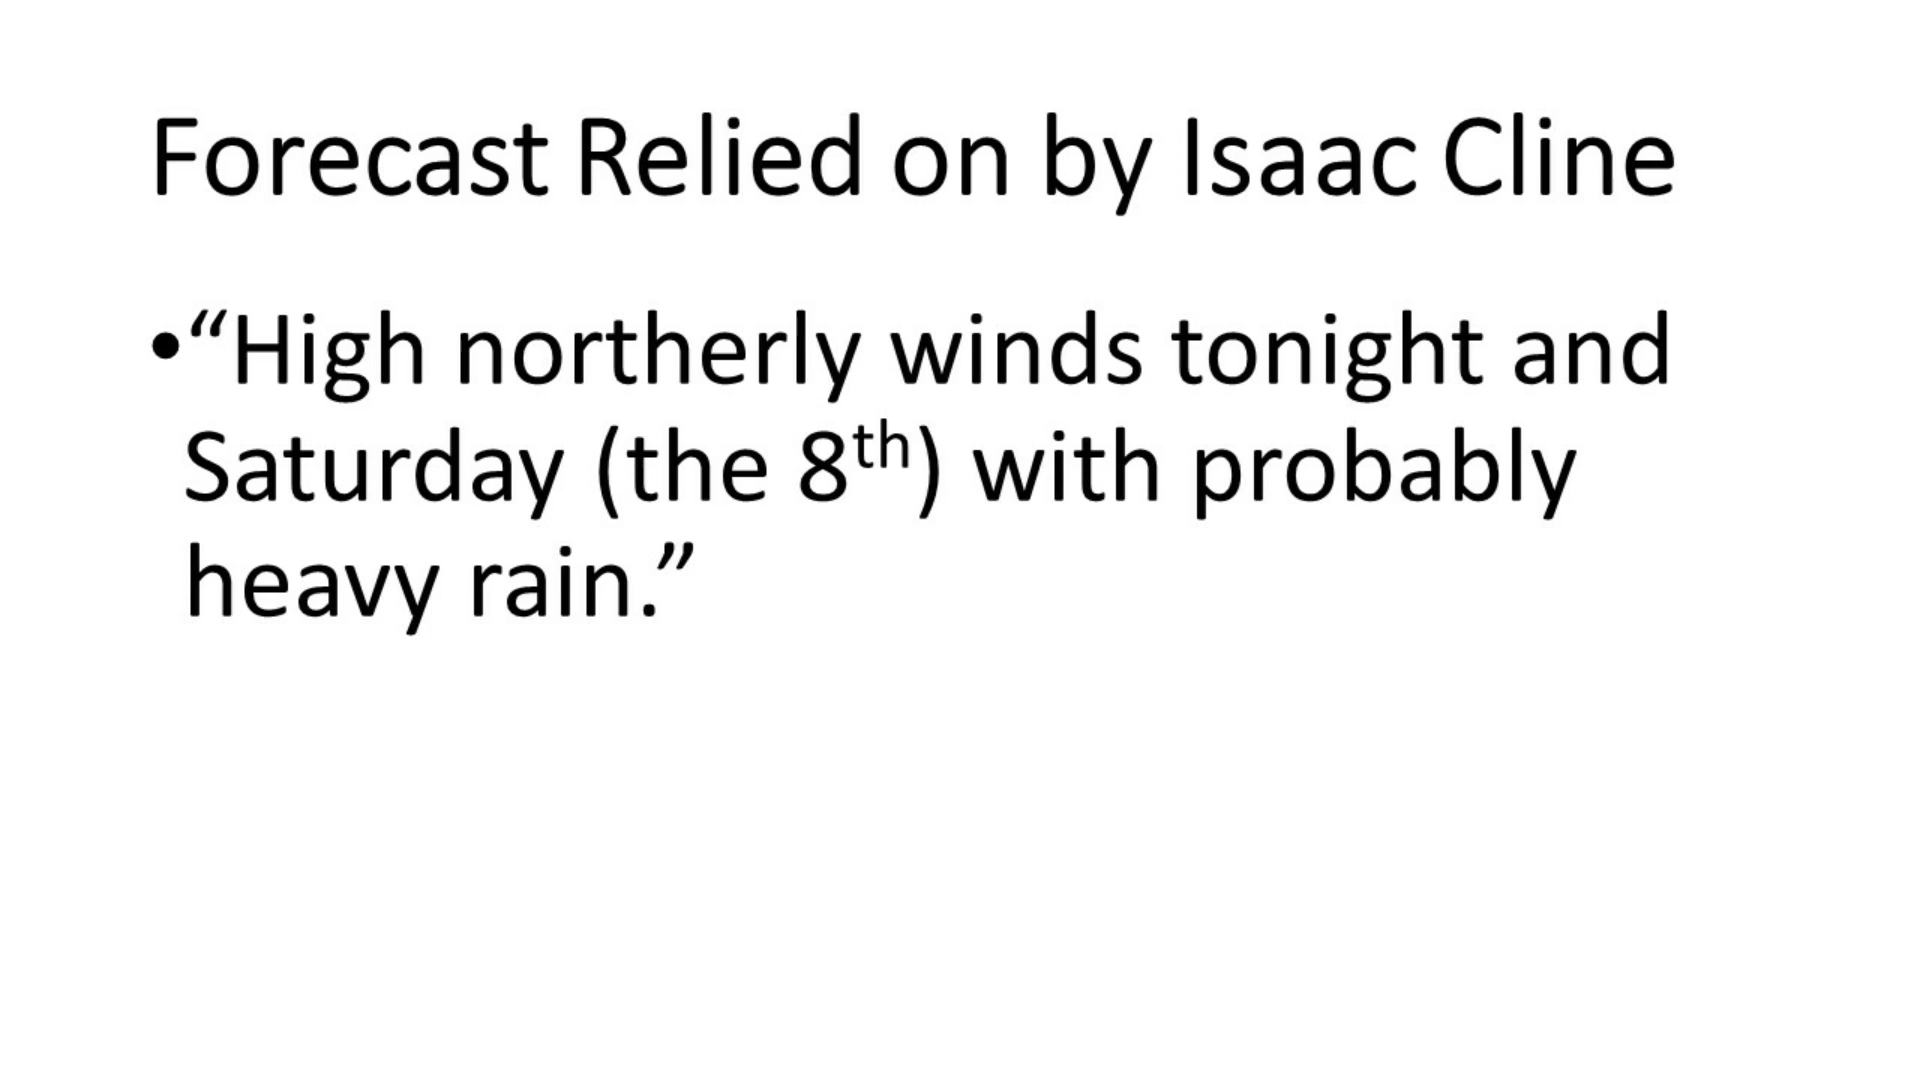 Forecast Relied on by Isaac Cline
•“High northerly winds tonight and
Saturday (the 8th) with probably
heavy rain.”